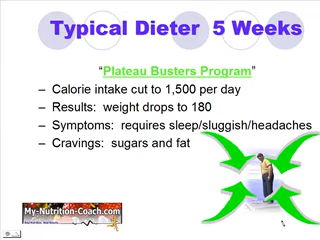 Typical Dieter 5 Weeks
“Plateau Busters Program”
– Calorie intake cut to 1,500 per day
– Results: weight drops to 180
– Symptoms: requires sleep/sluggish/headaches
– Cravings: sugars and fat
My-Nutrition-Coach.com